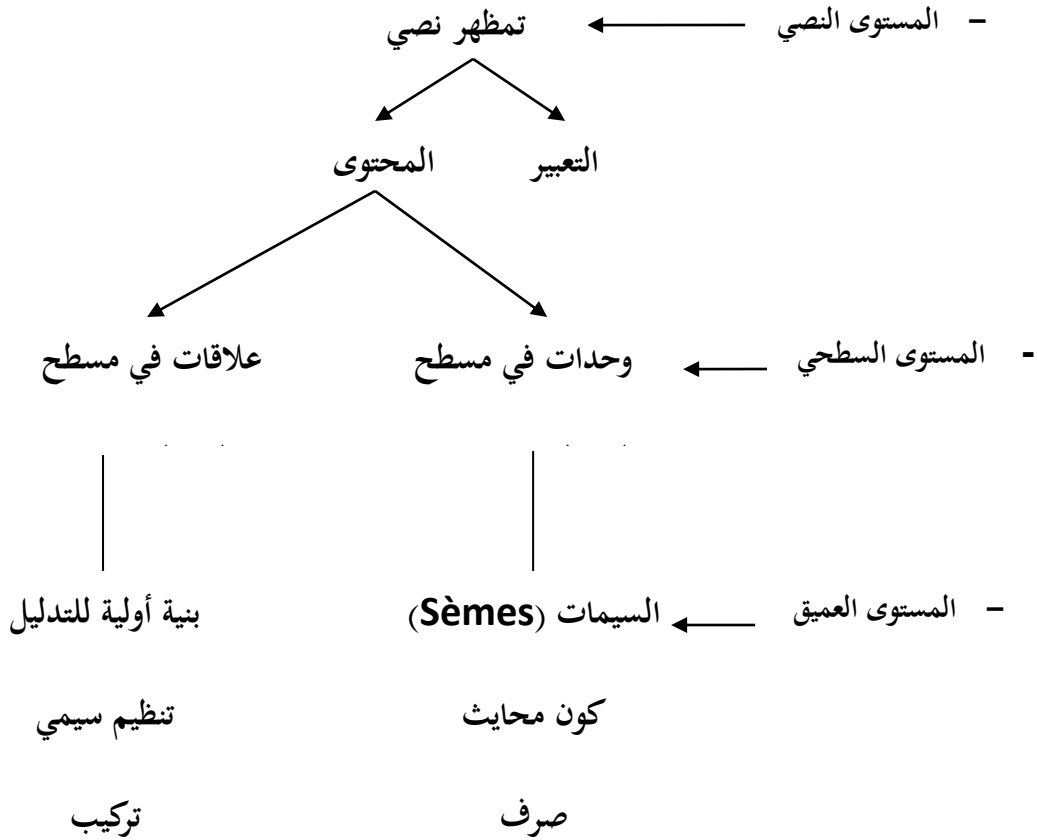 – المستوى النصي تمظهر نصي
التعبير المحتوى
- المستوى السطحي وحدات في مسطح علاقات في مسطح
– المستوى العميق السيمات (Sèmes) بنية أولية للتدليل
كون محايث تنظيم سيمي
صرف تركيب